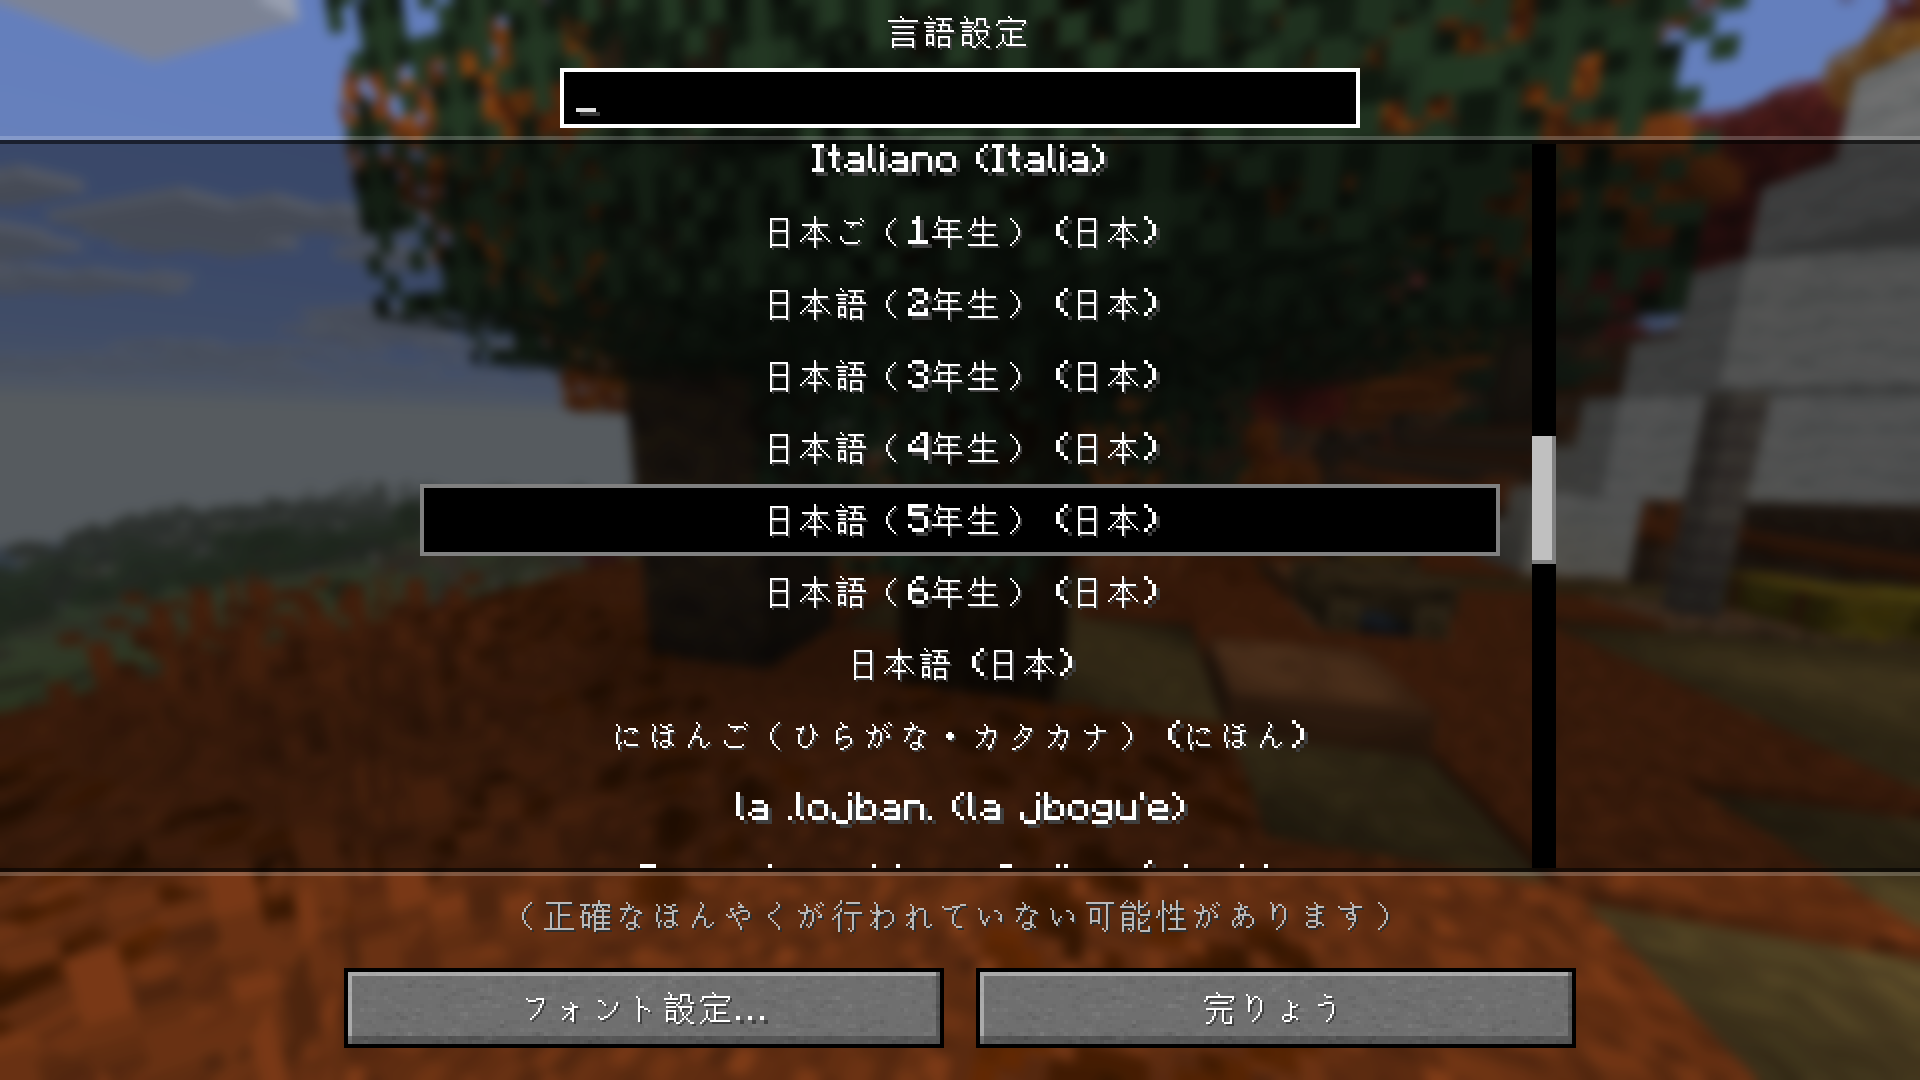 言語設定
_
Italiano (Italia)
日本ご（1年生） (日本)
日本語（2年生） (日本)
日本語（3年生） (日本)
日本語（4年生） (日本)
日本語（5年生） (日本)
日本語（6年生） (日本)
日本語 (日本)
にほんご（ひらがな・カタカナ） (にほん)
la .lojban. (la .jbogu'e)
（正確なほんやくが行われていない可能性があります）
フォント設定...
完りょう